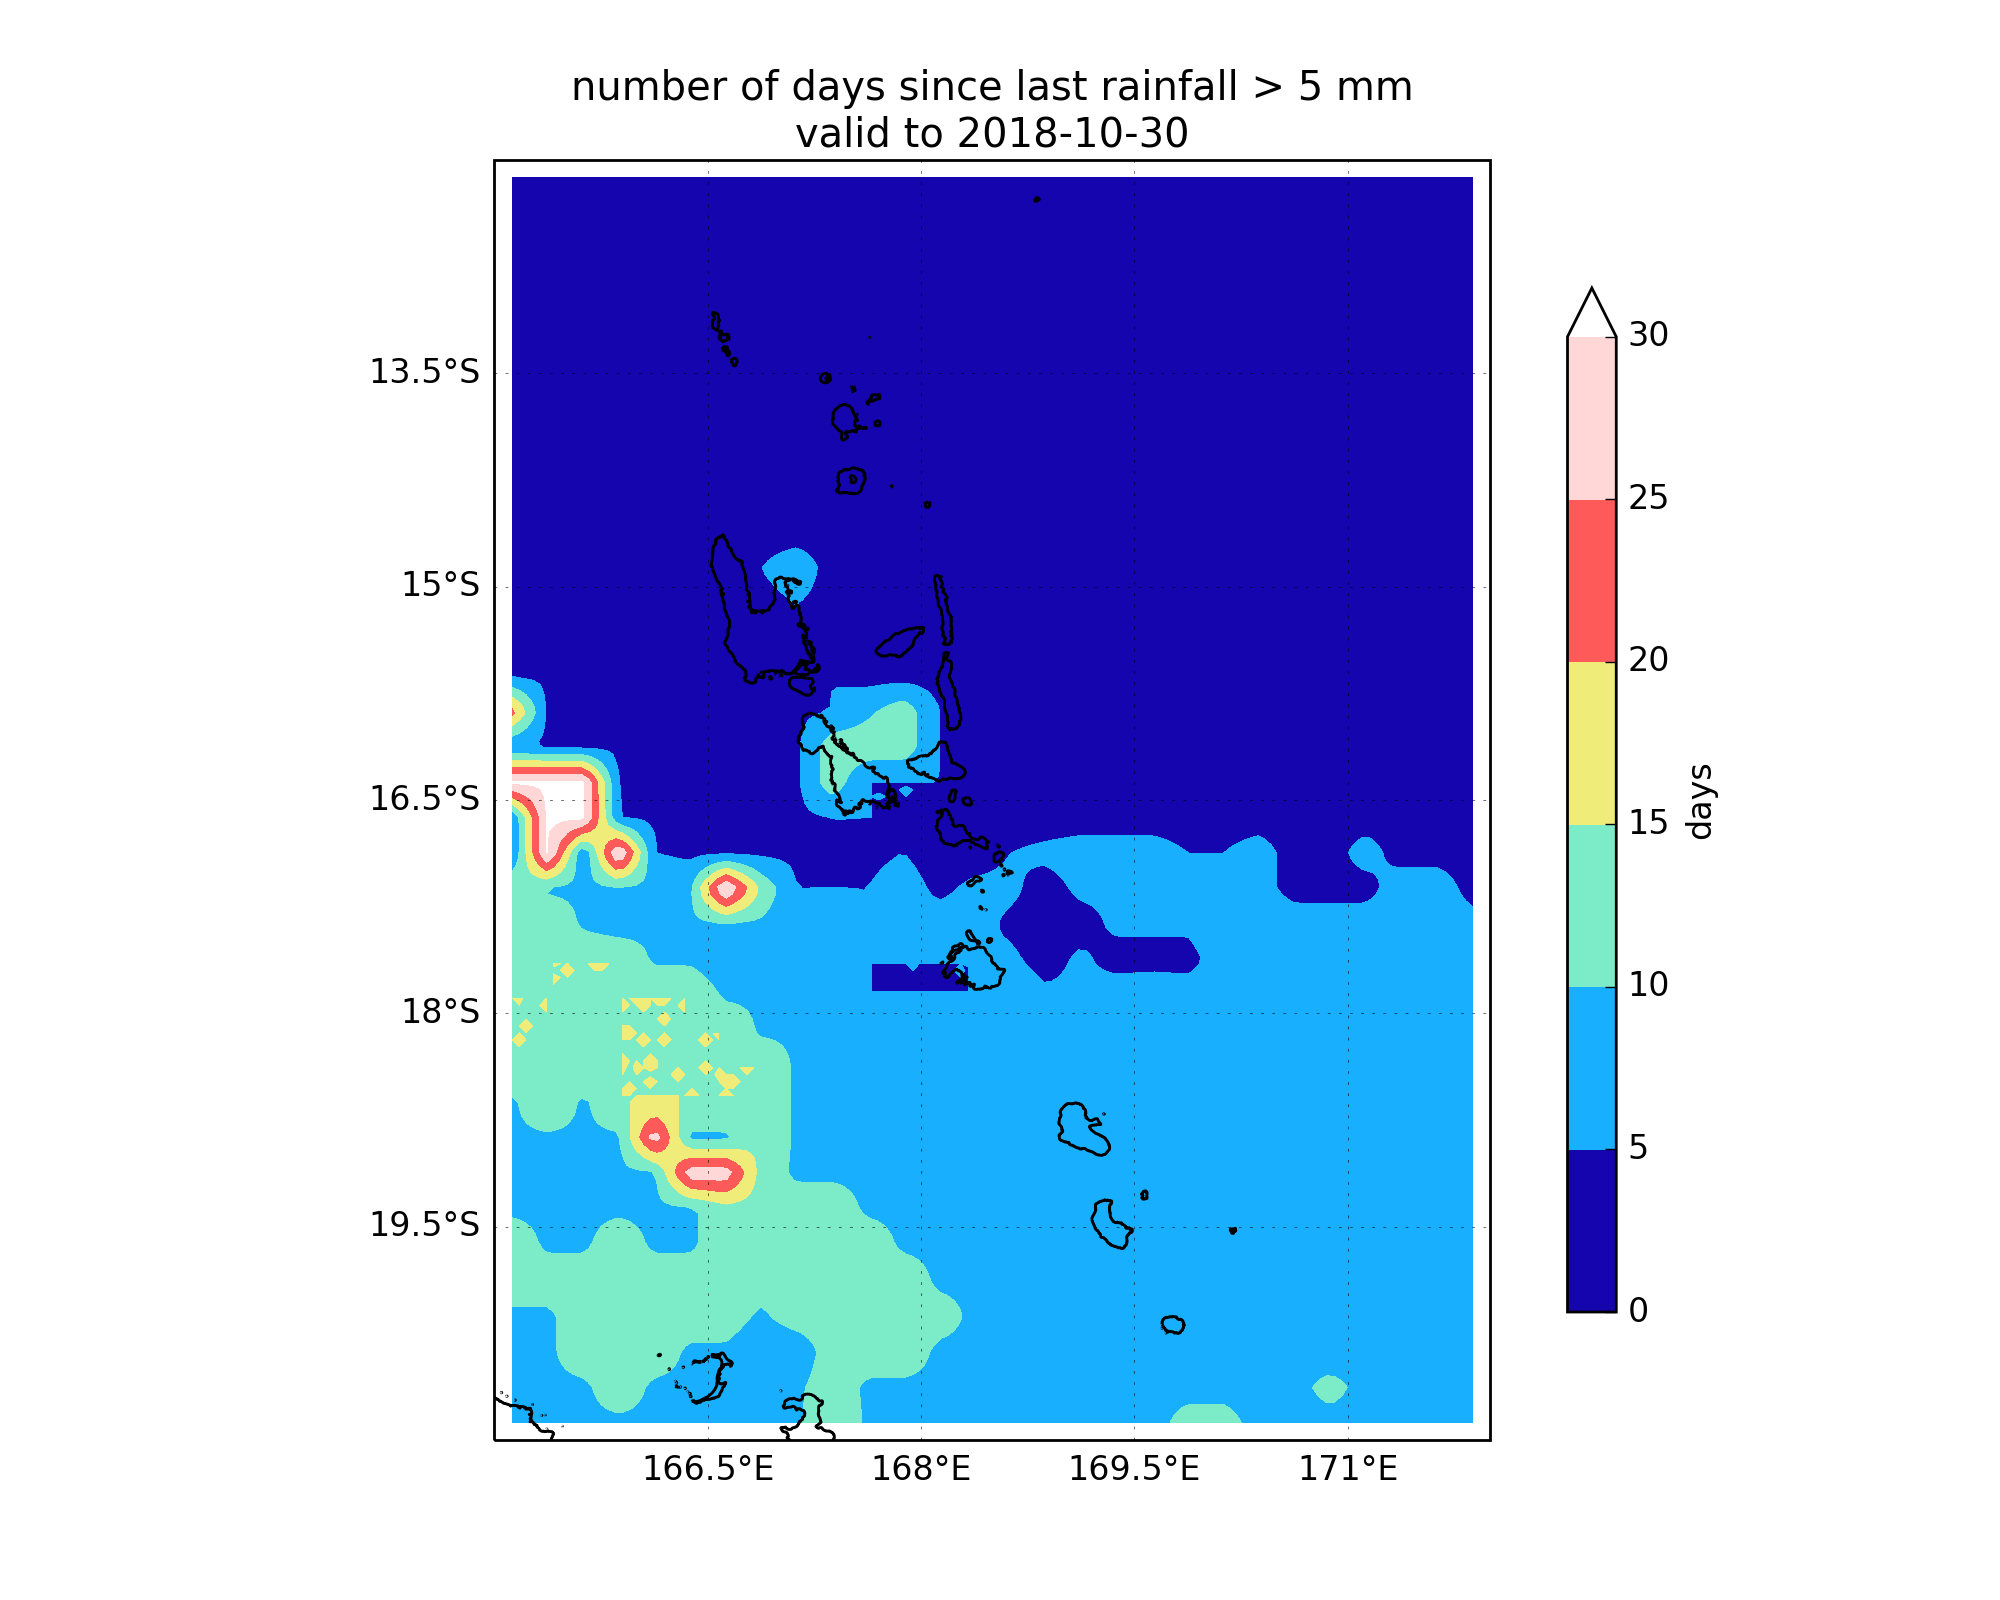 number of days since last rainfall > 5 mm
valid to 2018-10-30
13.5°S
15°S
16.5°S
18°S
19.5°S
166.5°E
168°E
169.5°E
171°E
30
25
20
15
10
5
0
days